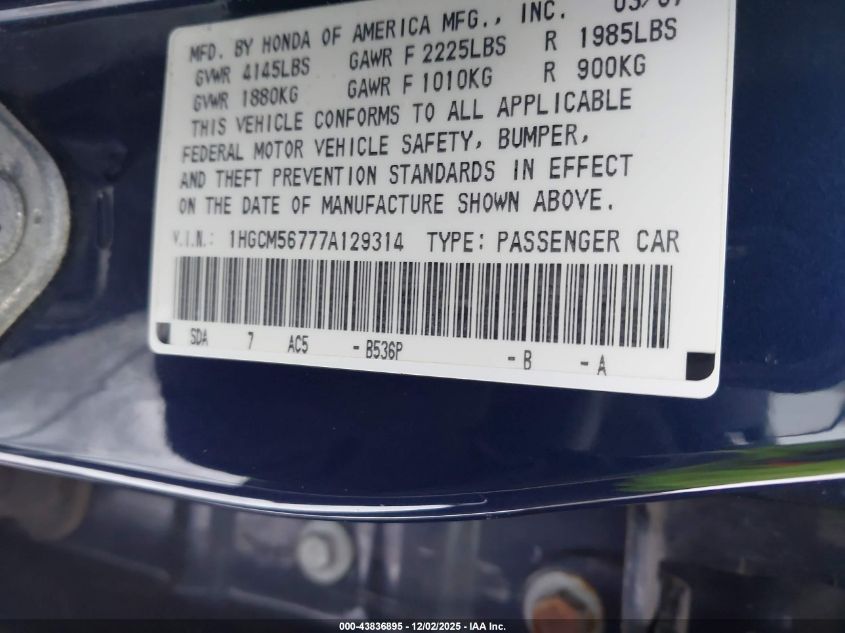 MFD. BY HONDA OF AMERICA MFG., INC. 03/07
GVWR 4145LBS GAWR F 2225LBS R 1985LBS
GVWR 1880KG GAWR F 1010KG R 900KG
THIS VEHICLE CONFORMS TO ALL APPLICABLE
FEDERAL MOTOR VEHICLE SAFETY, BUMPER,
AND THEFT PREVENTION STANDARDS IN EFFECT
ON THE DATE OF MANUFACTURE SHOWN ABOVE.
V.I.N.: 1HGCM56777A129314 TYPE: PASSENGER CAR
SDA 7 AC5 - B536P - B - A
000-43836895 - 12/02/2025 - IAA Inc.